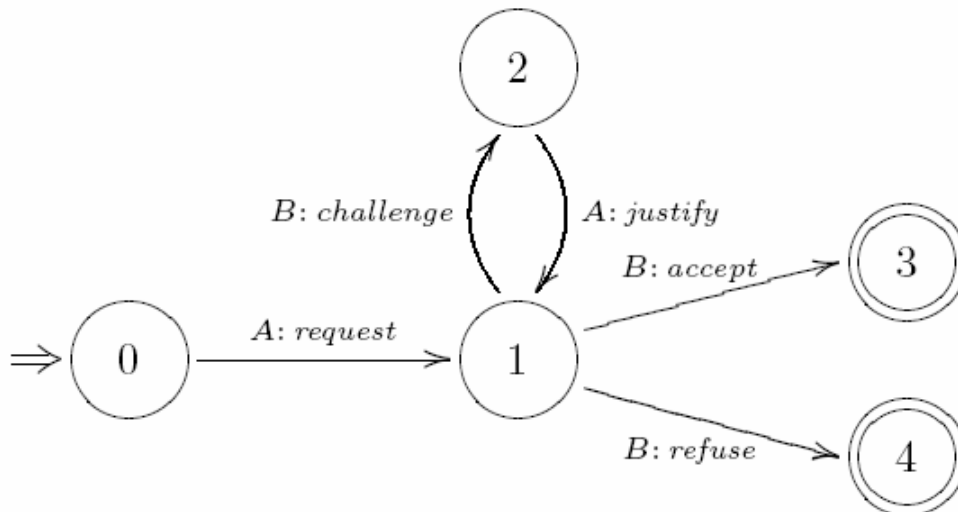 2
B: challenge
A: justify
B: accept
3
A: request
0
1
B: refuse
4